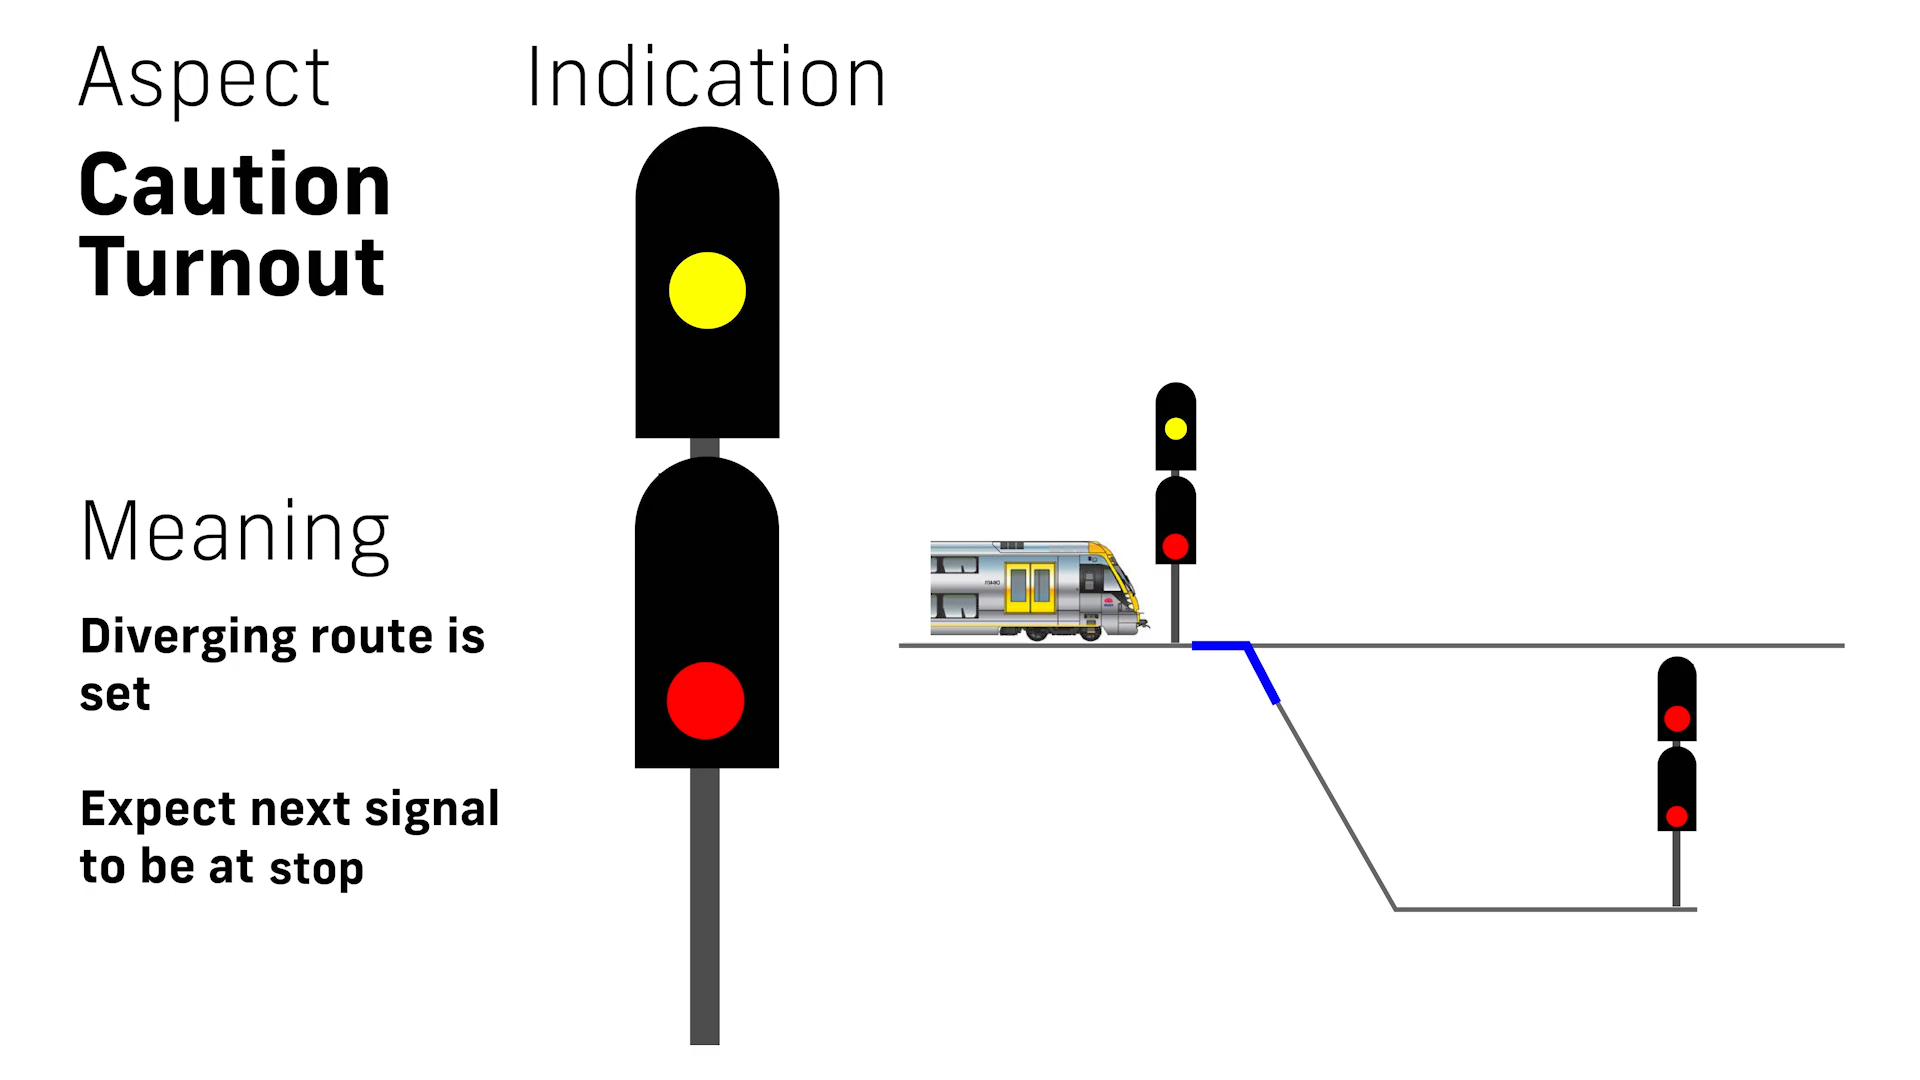 Aspect
Indication
Caution
Turnout
Meaning
Diverging route is
set
Expect next signal
to be at stop